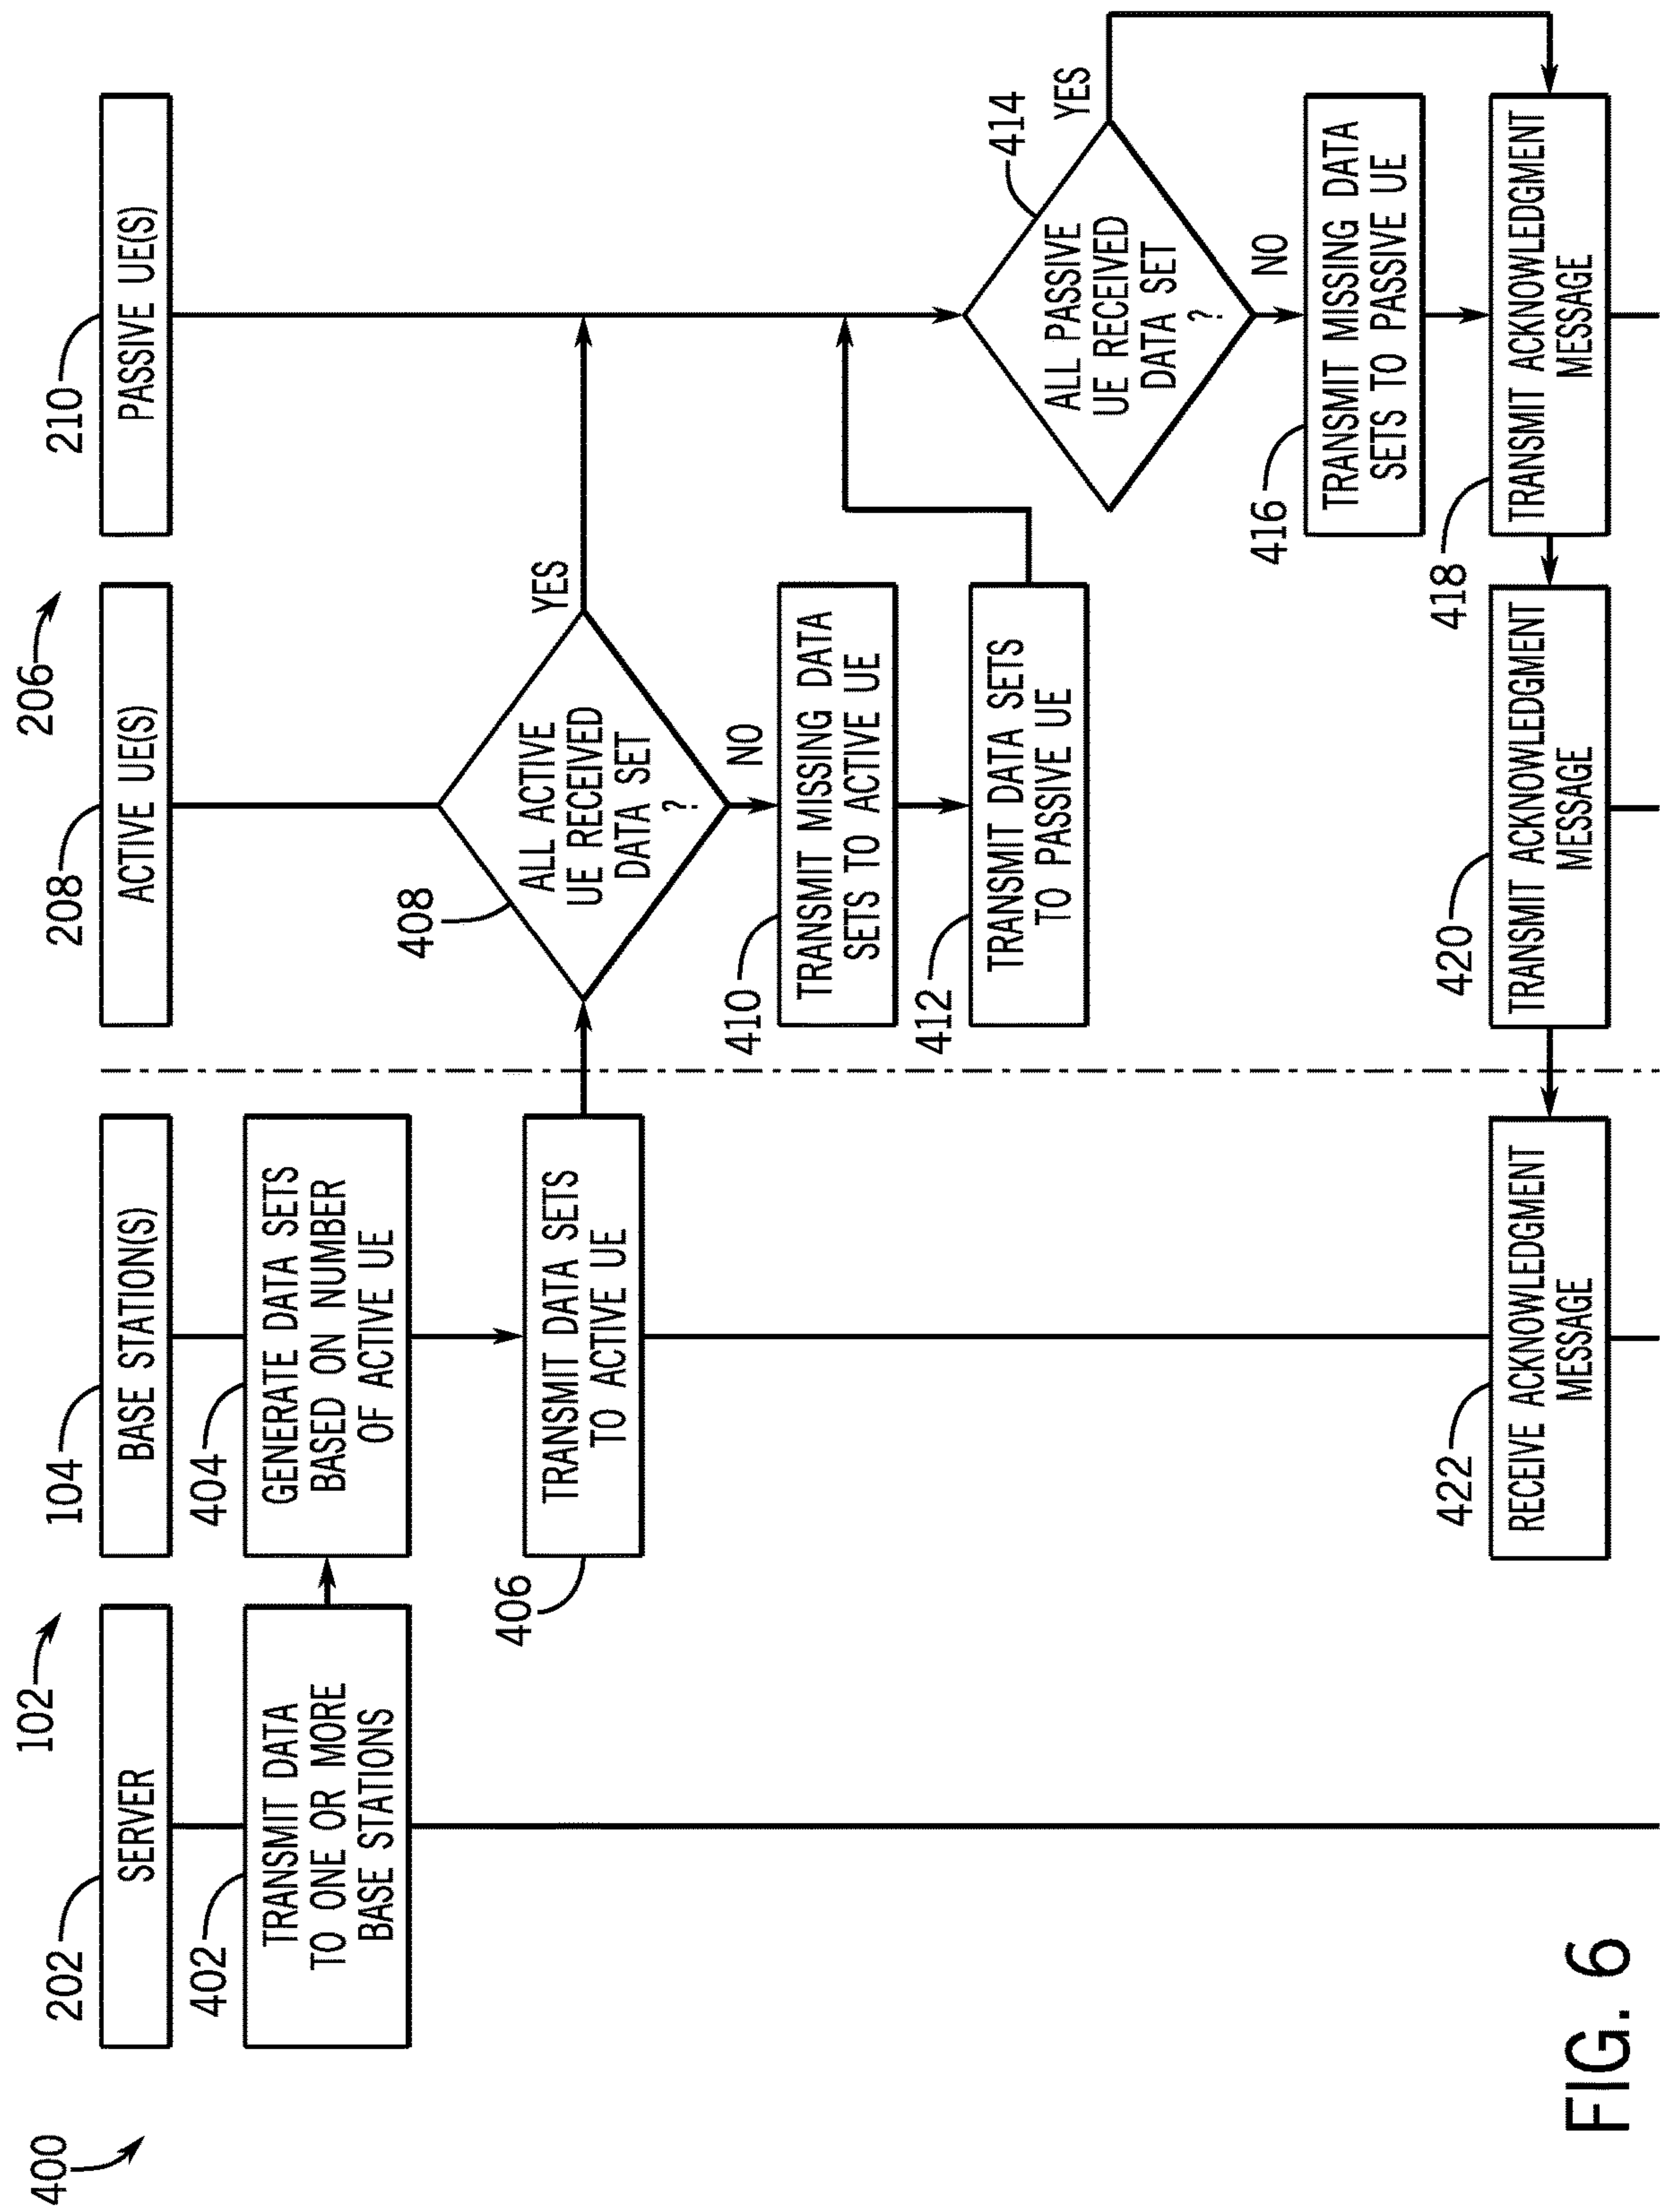 400
102
206
202
104
208
210
SERVER
BASE STATION(S)
ACTIVE UE(S)
PASSIVE UE(S)
402
TRANSMIT DATA
TO ONE OR MORE
BASE STATIONS
404
GENERATE DATA SETS
BASED ON NUMBER
OF ACTIVE UE
406
TRANSMIT DATA SETS
TO ACTIVE UE
408
ALL ACTIVE
UE RECEIVED
DATA SET
?
YES
NO
410
TRANSMIT MISSING DATA
SETS TO ACTIVE UE
412
TRANSMIT DATA SETS
TO PASSIVE UE
414
ALL PASSIVE
UE RECEIVED
DATA SET
?
YES
NO
416
TRANSMIT MISSING DATA
SETS TO PASSIVE UE
418
TRANSMIT ACKNOWLEDGMENT
MESSAGE
420
TRANSMIT ACKNOWLEDGMENT
MESSAGE
422
RECEIVE ACKNOWLEDGMENT
MESSAGE
FIG. 6